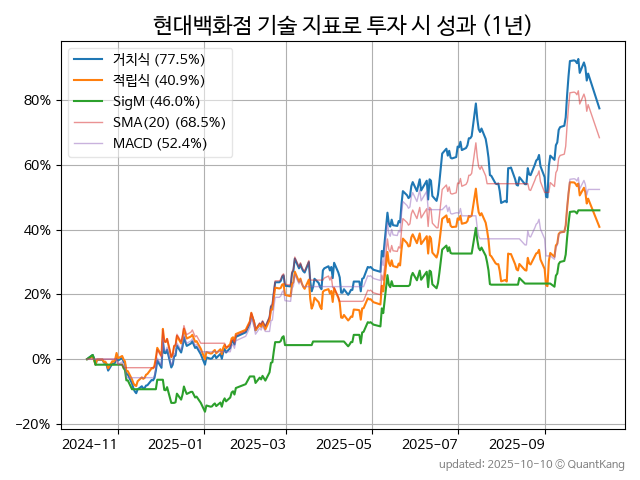 현대백화점 기술 지표로 투자 시 성과 (1년)
거치식 (77.5%)
적립식 (40.9%)
SigM (46.0%)
SMA(20) (68.5%)
MACD (52.4%)
80%
60%
40%
20%
0%
−20%
2024−11
2025−01
2025−03
2025−05
2025−07
2025−09
updated: 2025-10-10 © QuantKang